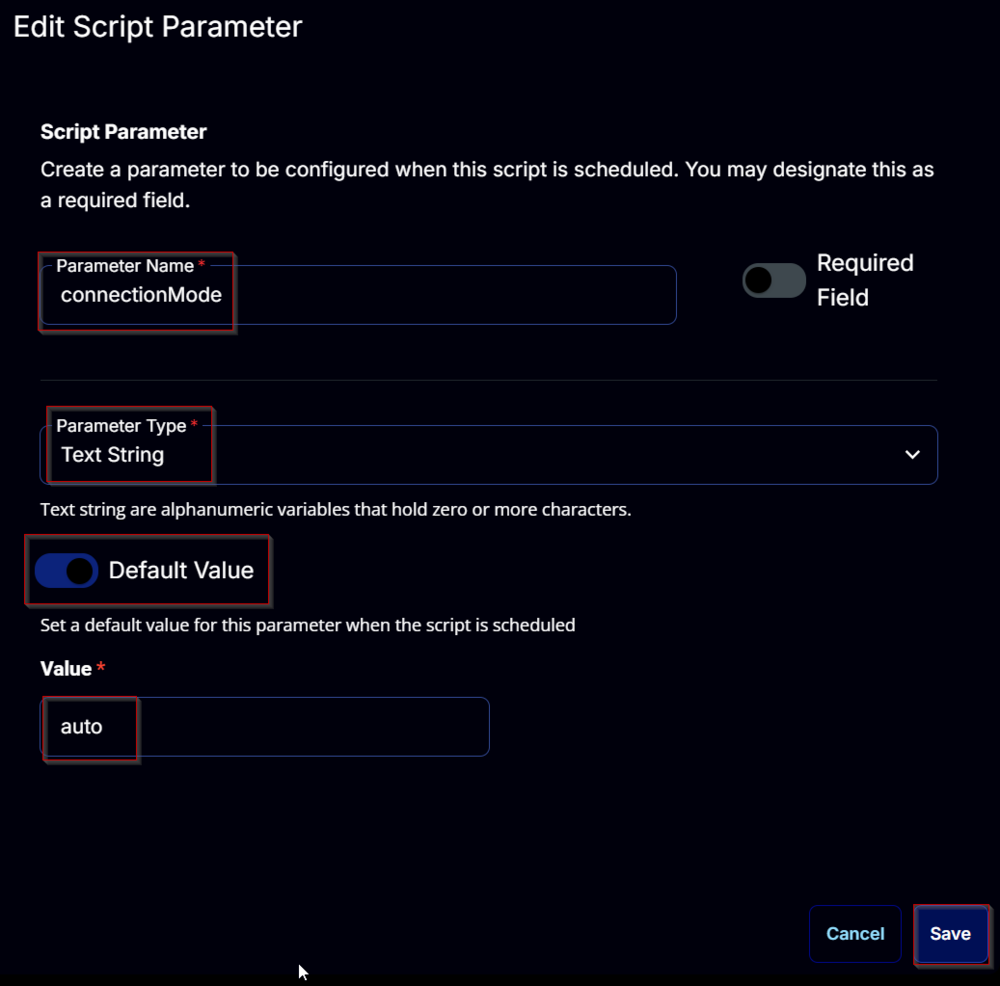 Edit Script Parameter
Script Parameter
Create a parameter to be configured when this script is scheduled. You may designate this as
a required field.
Parameter Name *
connectionMode
Required
Field
Parameter Type *
Text String
Text string are alphanumeric variables that hold zero or more characters.
Default Value
Set a default value for this parameter when the script is scheduled
Value *
auto
Cancel
Save